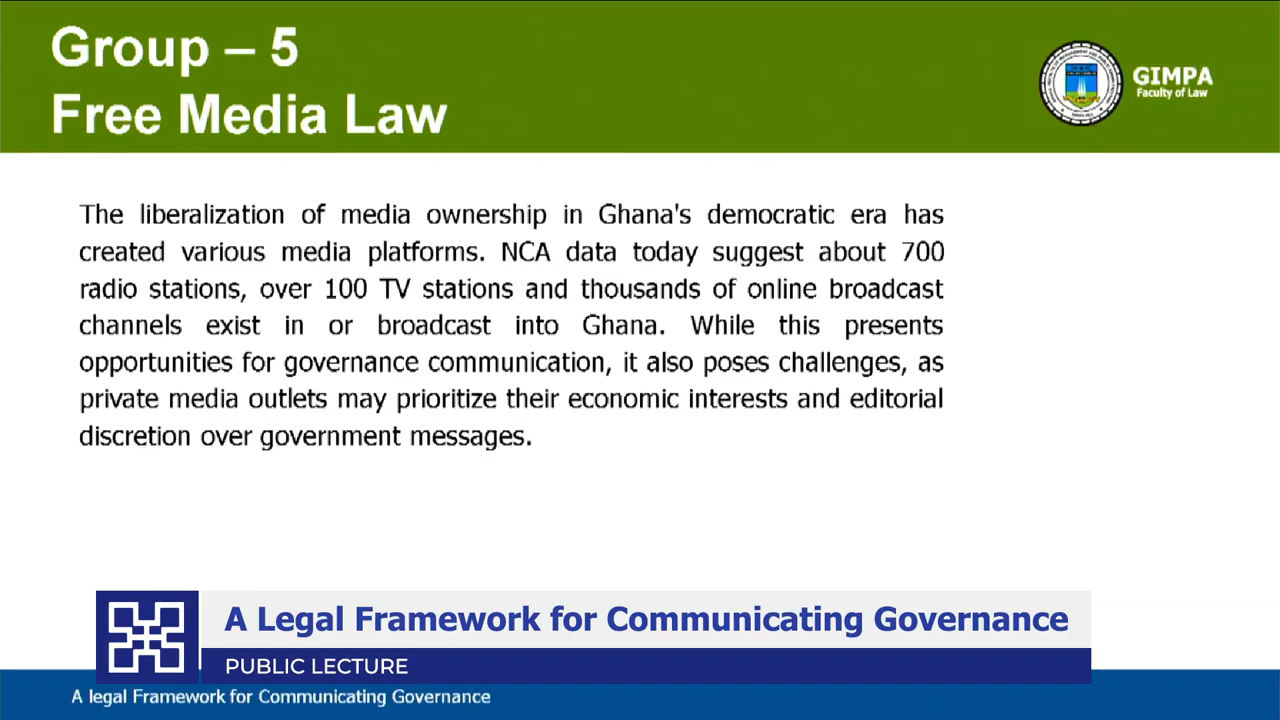 Group – 5
Free Media Law
GIMPA
Faculty of Law
The liberalization of media ownership in Ghana's democratic era has
created various media platforms. NCA data today suggest about 700
radio stations, over 100 TV stations and thousands of online broadcast
channels exist in or broadcast into Ghana. While this presents
opportunities for governance communication, it also poses challenges, as
private media outlets may prioritize their economic interests and editorial
discretion over government messages.
A Legal Framework for Communicating Governance
PUBLIC LECTURE
A legal Framework for Communicating Governance